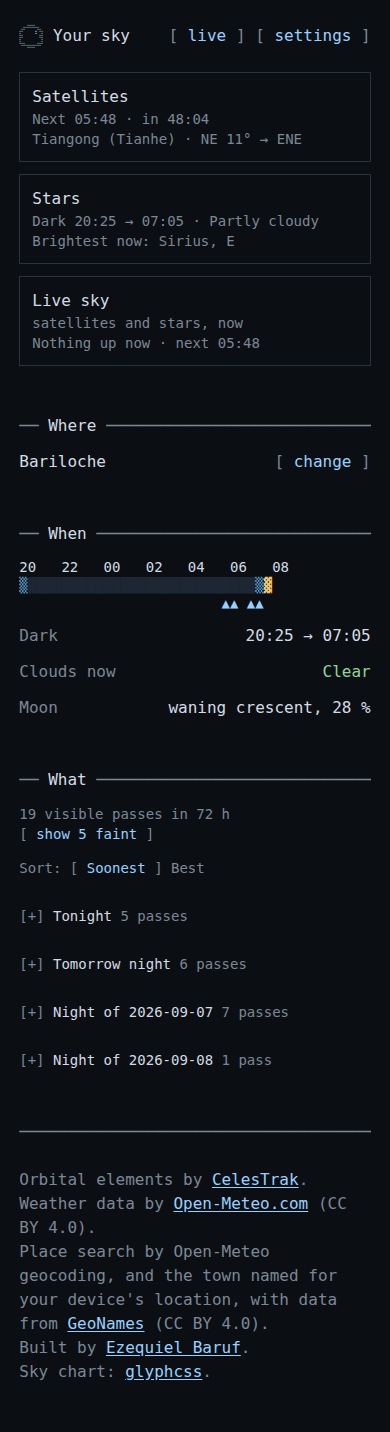 Your sky [ live ] [ settings ]
Satellites
Next 05:48 · in 48:04
Tiangong (Tianhe) · NE 11° → ENE
Stars
Dark 20:25 → 07:05 · Partly cloudy
Brightest now: Sirius, E
Live sky
satellites and stars, now
Nothing up now · next 05:48
Where
Bariloche [ change ]
When
20 22 00 02 04 06 08
▲▲ ▲▲
Dark 20:25 → 07:05
Clouds now Clear
Moon waning crescent, 28 %
What
19 visible passes in 72 h
[ show 5 faint ]
Sort: [ Soonest ] Best
[+] Tonight 5 passes
[+] Tomorrow night 6 passes
[+] Night of 2026-09-07 7 passes
[+] Night of 2026-09-08 1 pass
Orbital elements by CelesTrak.
Weather data by Open-Meteo.com (CC
BY 4.0).
Place search by Open-Meteo
geocoding, and the town named for
your device's location, with data
from GeoNames (CC BY 4.0).
Built by Ezequiel Baruf.
Sky chart: glyphcss.